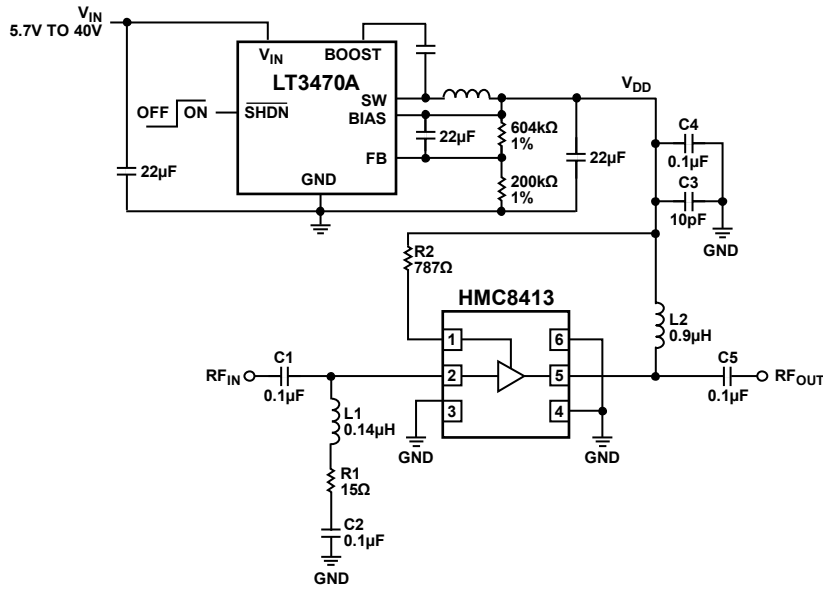 VIN
5.7V TO 40V
VIN
BOOST
LT3470A
SW
BIAS
OFF
ON
SHDN
FB
GND
22µF
22µF
604kΩ
1%
200kΩ
1%
22µF
VDD
C4
0.1µF
C3
10pF
GND
R2
787Ω
HMC8413
L2
0.9µH
1
6
2
5
3
4
C1
0.1µF
RFIN
C5
0.1µF
RFOUT
L1
0.14µH
GND
GND
R1
15Ω
C2
0.1µF
GND